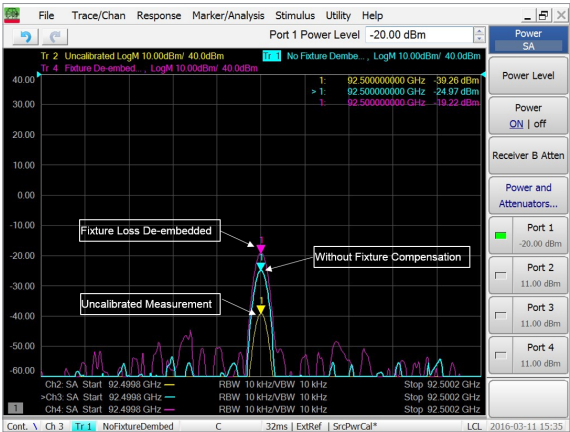 File Trace/Chan Response Marker/Analysis Stimulus Utility Help
Port 1 Power Level -20.00 dBm
Power
SA
Tr 2 Uncalibrated LogM 10.00dBm/ 40.0dBm Tr 1 No Fixture Dembe... , LogM 10.00dBm/ 40.0dBm
Tr 4 Fixture De-embed... , LogM 10.00dBm/ 40.0dBm
1: 92.500000000 GHz -39.26 dBm
> 1: 92.500000000 GHz -24.97 dBm
1: 92.500000000 GHz -19.22 dBm
40.00
30.00
20.00
10.00
0.00
-10.00
-20.00
-30.00
-40.00
-50.00
-60.00
Fixture Loss De-embedded
Without Fixture Compensation
Uncalibrated Measurement
1
1
1
Ch2: SA Start 92.4998 GHz RBW 10 kHz/VBW 10 kHz Stop 92.5002 GHz
>Ch3: SA Start 92.4998 GHz RBW 10 kHz/VBW 10 kHz Stop 92.5002 GHz
1 Ch4: SA Start 92.4998 GHz RBW 10 kHz/VBW 10 kHz Stop 92.5002 GHz
Power Level
Power
ON | off
Receiver B Atten
Power and
Attenuators...
Port 1
-20.00 dBm
Port 2
11.00 dBm
Port 3
11.00 dBm
Port 4
11.00 dBm
Cont. Ch 3 Tr 1 NoFixtureDembed C 32ms | ExtRef | SrcPwrCal* LCL 2016-03-11 15:35